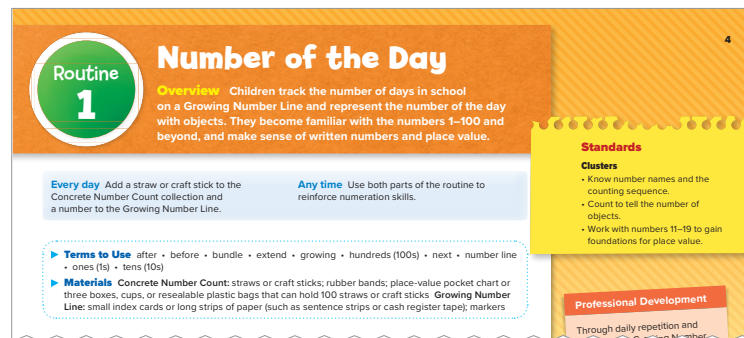 4
Routine
1
Number of the Day
Overview Children track the number of days in school
on a Growing Number Line and represent the number of the day
with objects. They become familiar with the numbers 1–100 and
beyond, and make sense of written numbers and place value.
Every day Add a straw or craft stick to the
Concrete Number Count collection and
a number to the Growing Number Line.
Any time Use both parts of the routine to
reinforce numeration skills.
▶ Terms to Use after • before • bundle • extend • growing • hundreds (100s) • next • number line
• ones (1s) • tens (10s)
▶ Materials Concrete Number Count: straws or craft sticks; rubber bands; place-value pocket chart or
three boxes, cups, or resealable plastic bags that can hold 100 straws or craft sticks Growing Number
Line: small index cards or long strips of paper (such as sentence strips or cash register tape); markers
Standards
Clusters
• Know number names and the
counting sequence.
• Count to tell the number of
objects.
• Work with numbers 11–19 to gain
foundations for place value.
Professional Development
Through daily repetition and